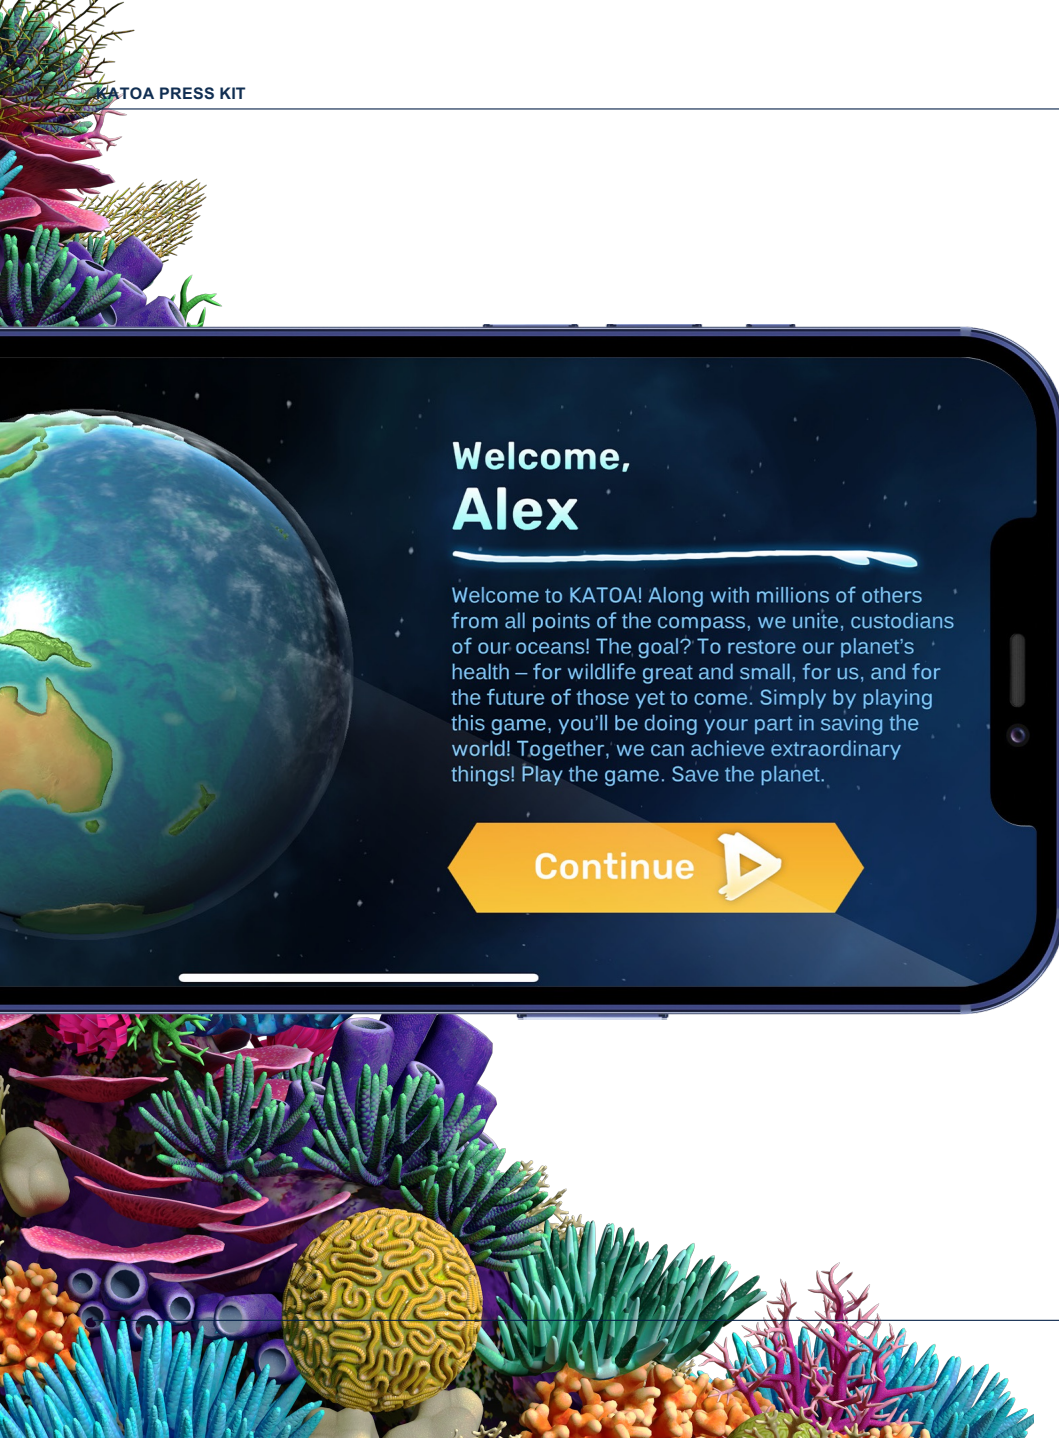 KATOA PRESS KIT
Welcome,
Alex
Welcome to KATOA! Along with millions of others
from all points of the compass, we unite, custodians
of our oceans! The goal? To restore our planet’s
health – for wildlife great and small, for us, and for
the future of those yet to come. Simply by playing
this game, you’ll be doing your part in saving the
world! Together, we can achieve extraordinary
things! Play the game. Save the planet.
Continue